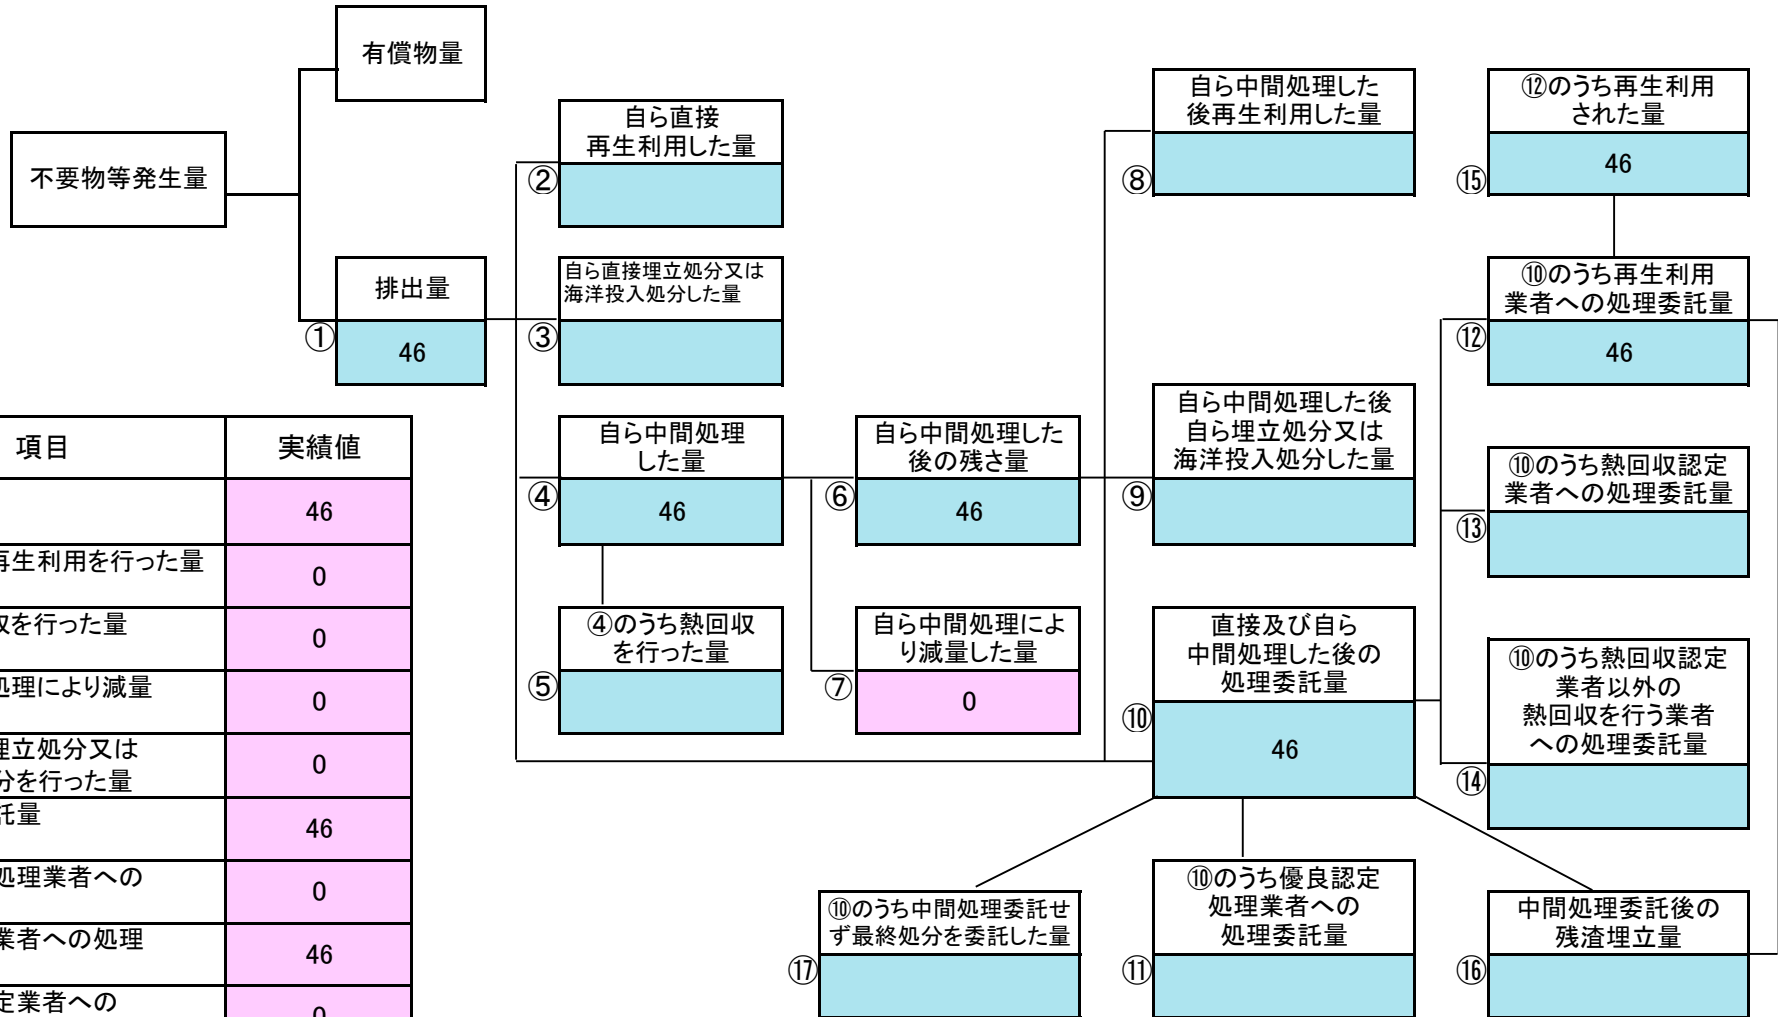 有償物量
不要物等発生量
排出量
①
46
自ら直接
再生利用した量
②
自ら直接埋立処分又は
海洋投入処分した量
③
自ら中間処理
した量
④
46
④のうち熱回収
を行った量
⑤
自ら中間処理した
後の残さ量
⑥
46
自ら中間処理によ
り減量した量
⑦
0
自ら中間処理した
後再生利用した量
⑧
自ら中間処理した後
自ら埋立処分又は
海洋投入処分した量
⑨
直接及び自ら
中間処理した後の
処理委託量
⑩
46
⑫のうち再生利用
された量
⑮
46
⑩のうち再生利用
業者への処理委託量
⑫
46
⑩のうち熱回収認定
業者への処理委託量
⑬
⑩のうち熱回収認定
業者以外の
熱回収を行う業者
への処理委託量
⑭
⑩のうち中間処理委託せ
ず最終処分を委託した量
⑰
⑩のうち優良認定
処理業者への
処理委託量
⑪
中間処理委託後の
残渣埋立量
⑯
項目
実績値
46
再生利用を行った量
0
収を行った量
0
処理により減量
0
埋立処分又は
分を行った量
0
託量
46
処理業者への
0
業者への処理
46
定業者への
0